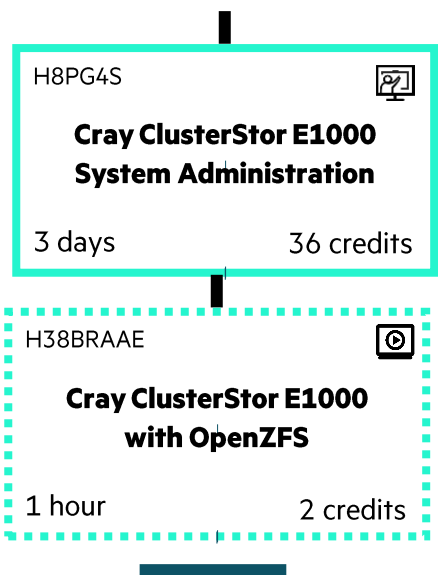 H8PG4S
Cray ClusterStor E1000
System Administration
3 days
36 credits
H38BRAAE
Cray ClusterStor E1000
with OpenZFS
1 hour
2 credits